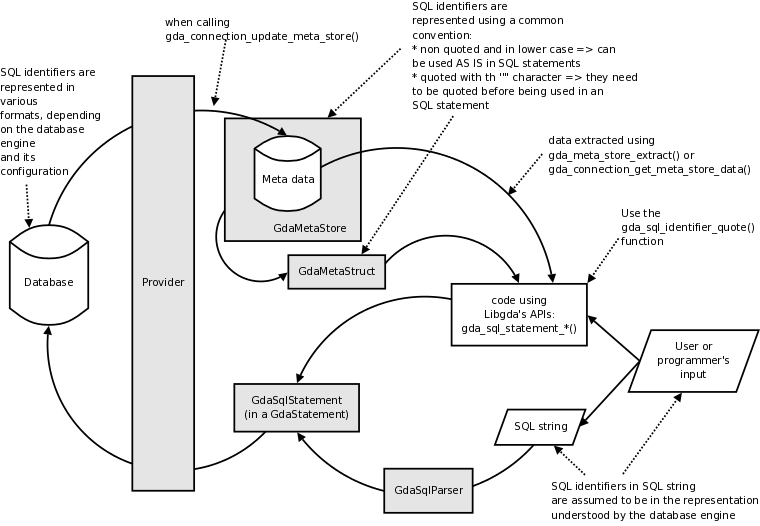 SQL identifiers are
represented using a common
convention:
* non quoted and in lower case => can
be used AS IS in SQL statements
* quoted with th '"' character => they need
to be quoted before being used in an
SQL statement
when calling
gda_connection_update_meta_store()
SQL identifiers are
represented in
various
formats, depending
on the database
engine
and its
configuration
data extracted using
gda_meta_store_extract() or
gda_connection_get_meta_store_data()
Meta data
GdaMetaStore
Use the
gda_sql_identifier_quote()
function
Database
Provider
GdaMetaStruct
code using
Libgda's APIs:
gda_sql_statement_*()
User or
programmer's
input
GdaSqlStatement
(in a GdaStatement)
SQL string
GdaSqlParser
SQL identifiers in SQL string
are assumed to be in the representation
understood by the database engine